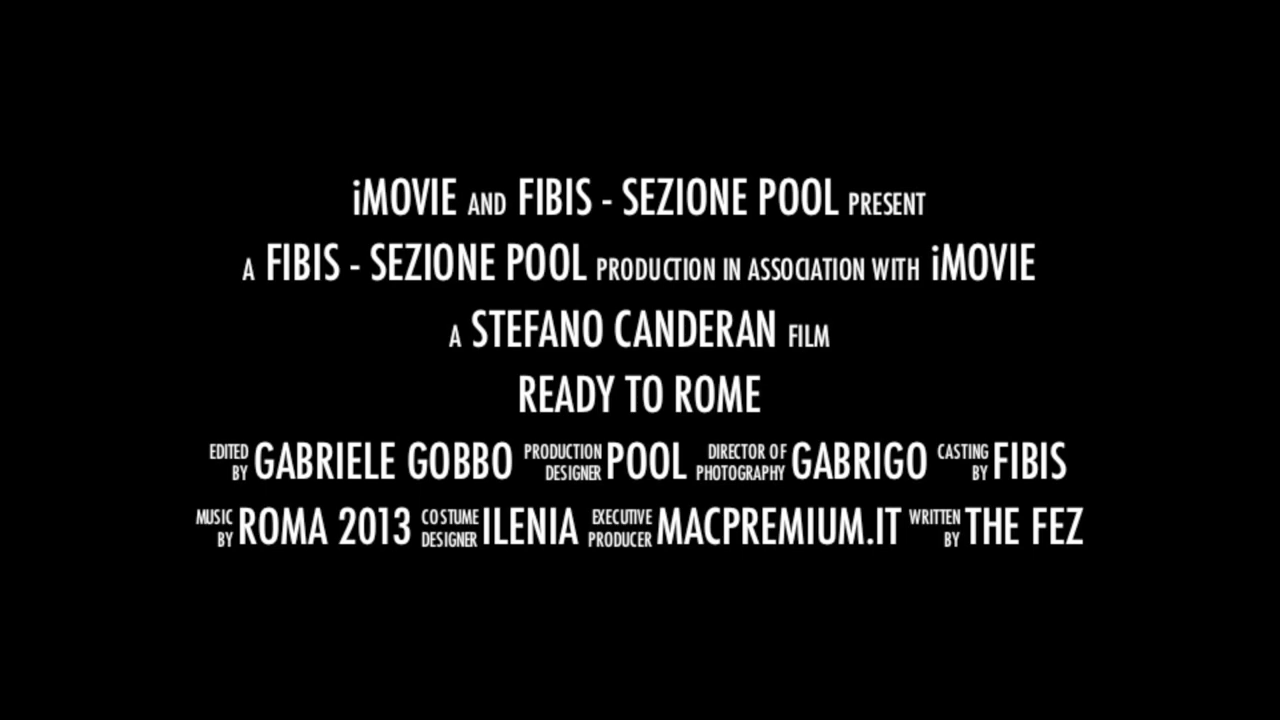 iMOVIE AND FIBIS - SEZIONE POOL PRESENT
A FIBIS - SEZIONE POOL PRODUCTION IN ASSOCIATION WITH iMOVIE
A STEFANO CANDERAN FILM
READY TO ROME
EDITED BY GABRIELE GOBBO PRODUCTION DESIGNER POOL DIRECTOR OF PHOTOGRAPHY GABRIGO CASTING BY FIBIS
MUSIC BY ROMA 2013 COSTUME DESIGNER ILENIA EXECUTIVE PRODUCER MACPREMIUM.IT WRITTEN BY THE FEZ